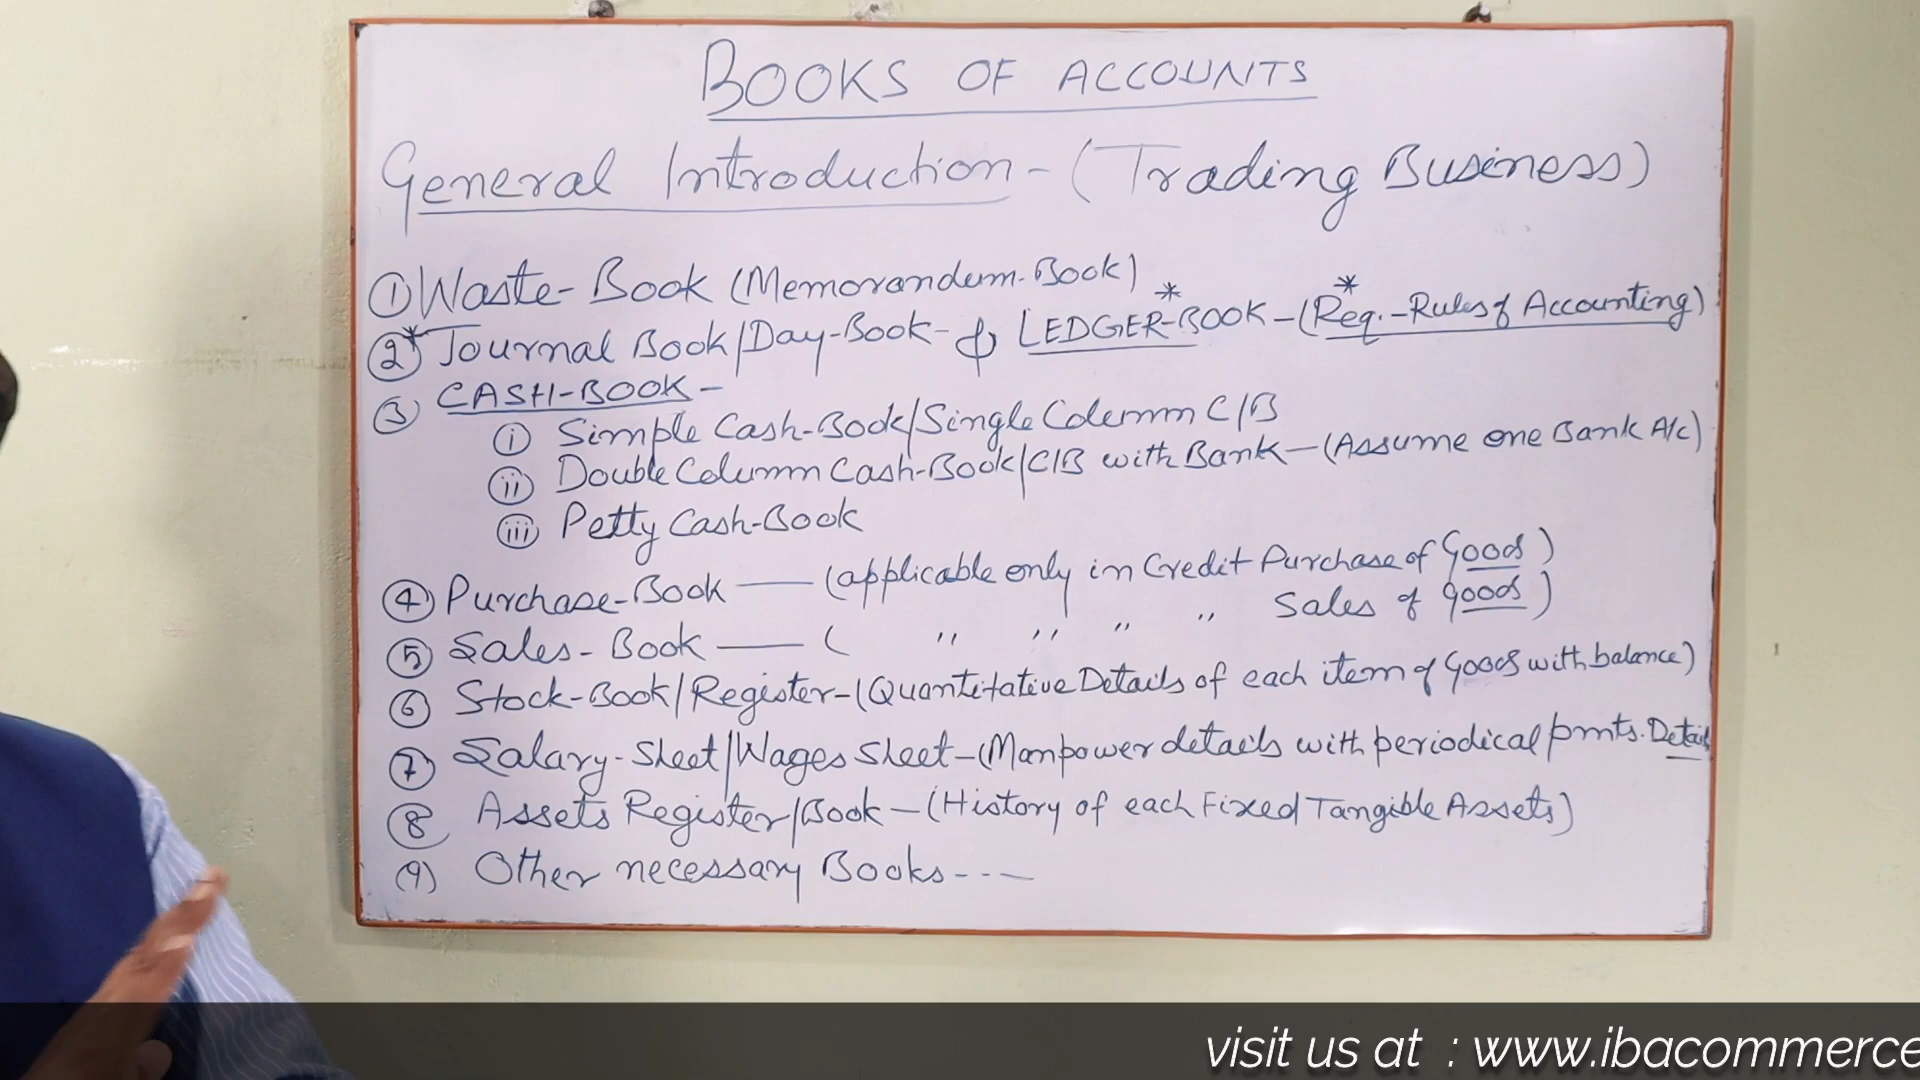 BOOKS OF ACCOUNTS
General Introduction - (Trading Business)
① Waste-Book (Memorandum-Book)
②* Journal Book/Day-Book - & LEDGER-BOOK* - (Req.*-Rules of Accounting)
③ CASH-BOOK -
ⓘ Simple Cash-Book/Single Column C/B
ⅱ Double Column Cash-Book/C/B with Bank - (Assume one Bank A/c)
ⅲ Petty Cash-Book
④ Purchase-Book — (applicable only in Credit Purchase of Goods)
⑤ Sales-Book — ( " " " " Sales of goods)
⑥ Stock-Book/Register - (Quantitative Details of each item of Goods with balance)
⑦ Salary-Sheet/Wages Sheet - (Manpower details with periodical pmts. Details
⑧ Assets Register/Book - (History of each Fixed Tangible Assets)
⑨ Other necessary Books - - - —
visit us at : www.ibacommerce